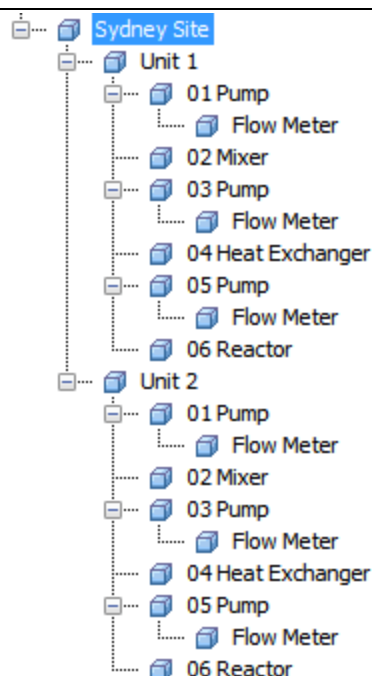 Sydney Site
Unit 1
01 Pump
Flow Meter
02 Mixer
03 Pump
Flow Meter
04 Heat Exchanger
05 Pump
Flow Meter
06 Reactor
Unit 2
01 Pump
Flow Meter
02 Mixer
03 Pump
Flow Meter
04 Heat Exchanger
05 Pump
Flow Meter
06 Reactor